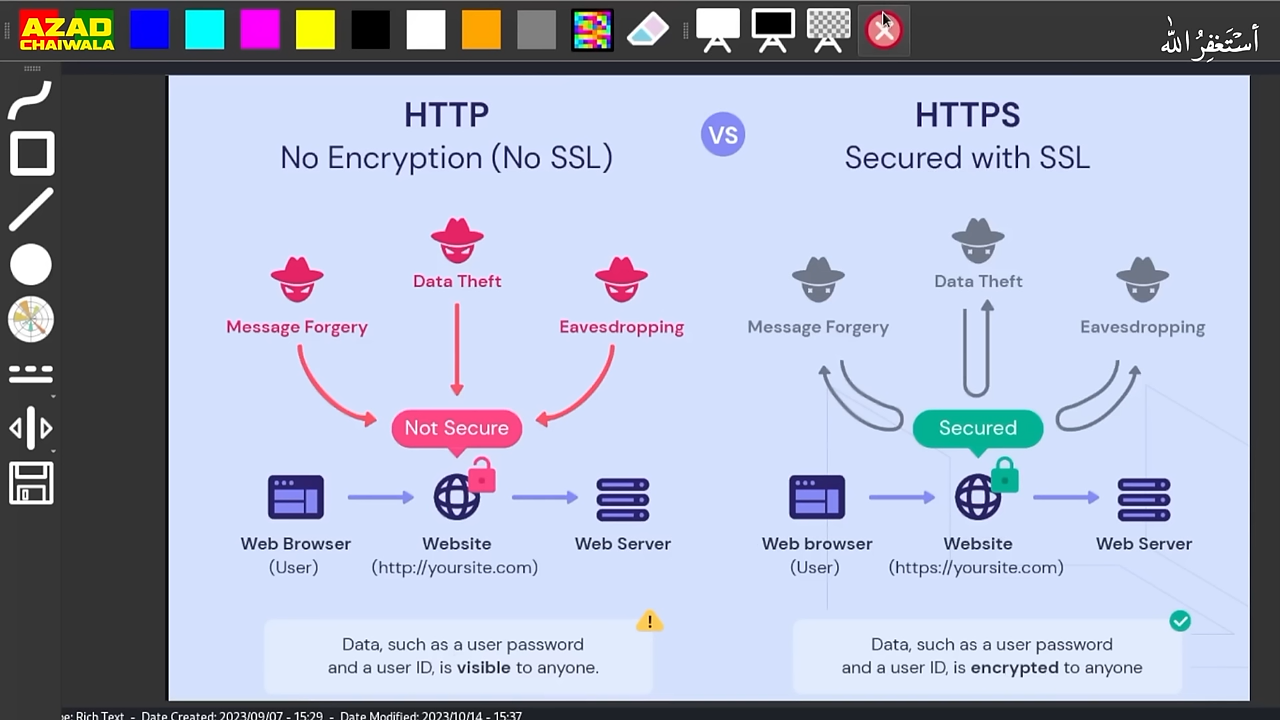 AZAD
CHAIWALA
أستغفر الله
HTTP
No Encryption (No SSL)
VS
HTTPS
Secured with SSL
Data Theft
Message Forgery
Eavesdropping
Not Secure
Web Browser
(User)
Website
(http://yoursite.com)
Web Server
Data, such as a user password
and a user ID, is visible to anyone.
Data Theft
Message Forgery
Eavesdropping
Secured
Web browser
(User)
Website
(https://yoursite.com)
Web Server
Data, such as a user password
and a user ID, is encrypted to anyone
Rich Text - Date Created: 2023/09/07 - 15:29 - Date Modified: 2023/10/14 - 15:37